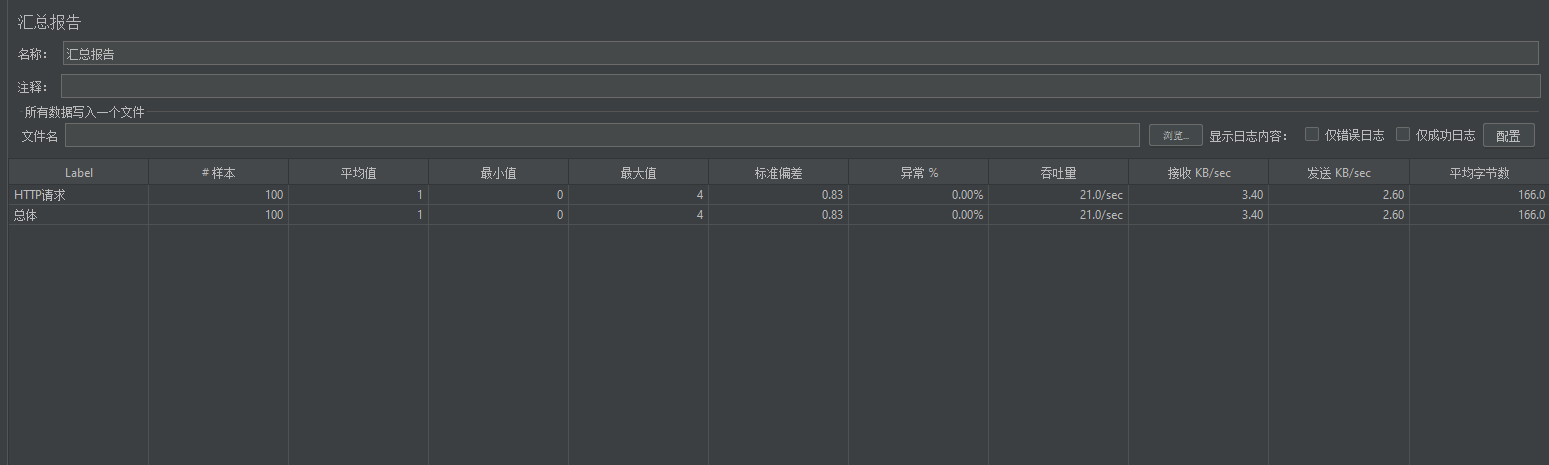 汇总报告
名称： 汇总报告
注释：
所有数据写入一个文件
文件名 浏览... 显示日志内容： 仅错误日志 仅成功日志 配置
Label # 样本 平均值 最小值 最大值 标准偏差 异常 % 吞吐量 接收 KB/sec 发送 KB/sec 平均字节数
HTTP请求 100 1 0 4 0.83 0.00% 21.0/sec 3.40 2.60 166.0
总体 100 1 0 4 0.83 0.00% 21.0/sec 3.40 2.60 166.0